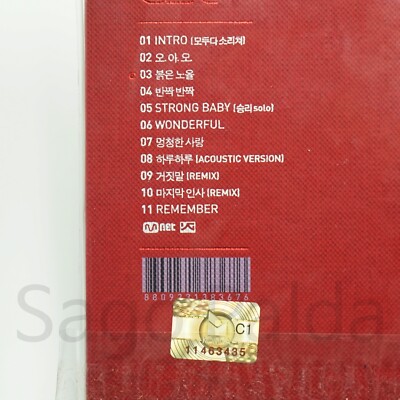 01 INTRO (모두다 소리쳐)
02 오.아.오.
03 붉은 노을
04 반짝 반짝
05 STRONG BABY (승리 solo)
06 WONDERFUL
07 멍청한 사랑
08 하루하루 (ACOUSTIC VERSION)
09 거짓말 (REMIX)
10 마지막 인사 (REMIX)
11 REMEMBER
Mnet YG
8809221383676
C1
11463435